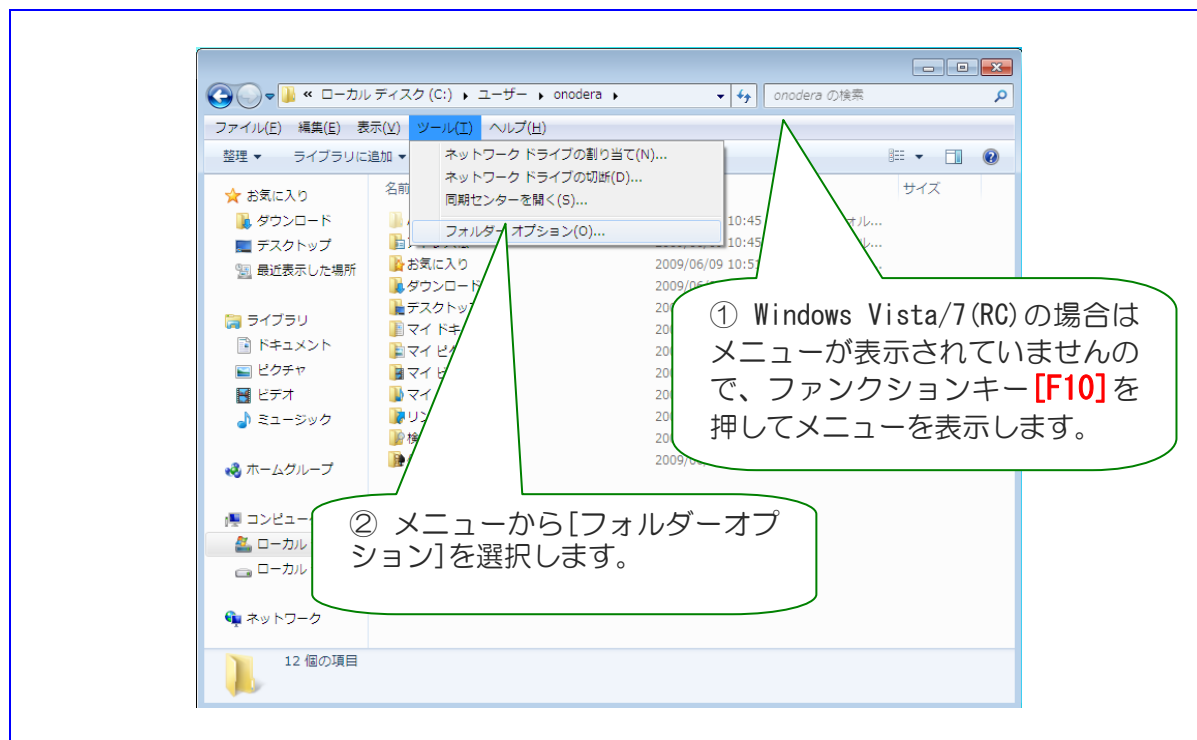 « ローカル ディスク (C:) ▸ ユーザー ▸ onodera ▸
onodera の検索
ファイル(F) 編集(E) 表示(V) ツール(T) ヘルプ(H)
整理 ▼ ライブラリに追加 ▼
ネットワーク ドライブの割り当て(N)...
ネットワーク ドライブの切断(D)...
同期センターを開く(S)...
フォルダー オプション(O)...
名前
サイズ
お気に入り
ダウンロード
デスクトップ
最近表示した場所
ライブラリ
ドキュメント
ピクチャ
ビデオ
ミュージック
ホームグループ
コンピュー
ローカル
ローカル
ネットワーク
10:45
10:45
お気に入り 2009/06/09 10:51
ダウンロード
デスクトップ
マイ ドキ
マイ ピ
マイ
マイ
リン
検
① Windows Vista/7(RC)の場合は
メニューが表示されていませんの
で、ファンクションキー[F10]を
押してメニューを表示します。
② メニューから[フォルダーオプ
ション]を選択します。
12 個の項目